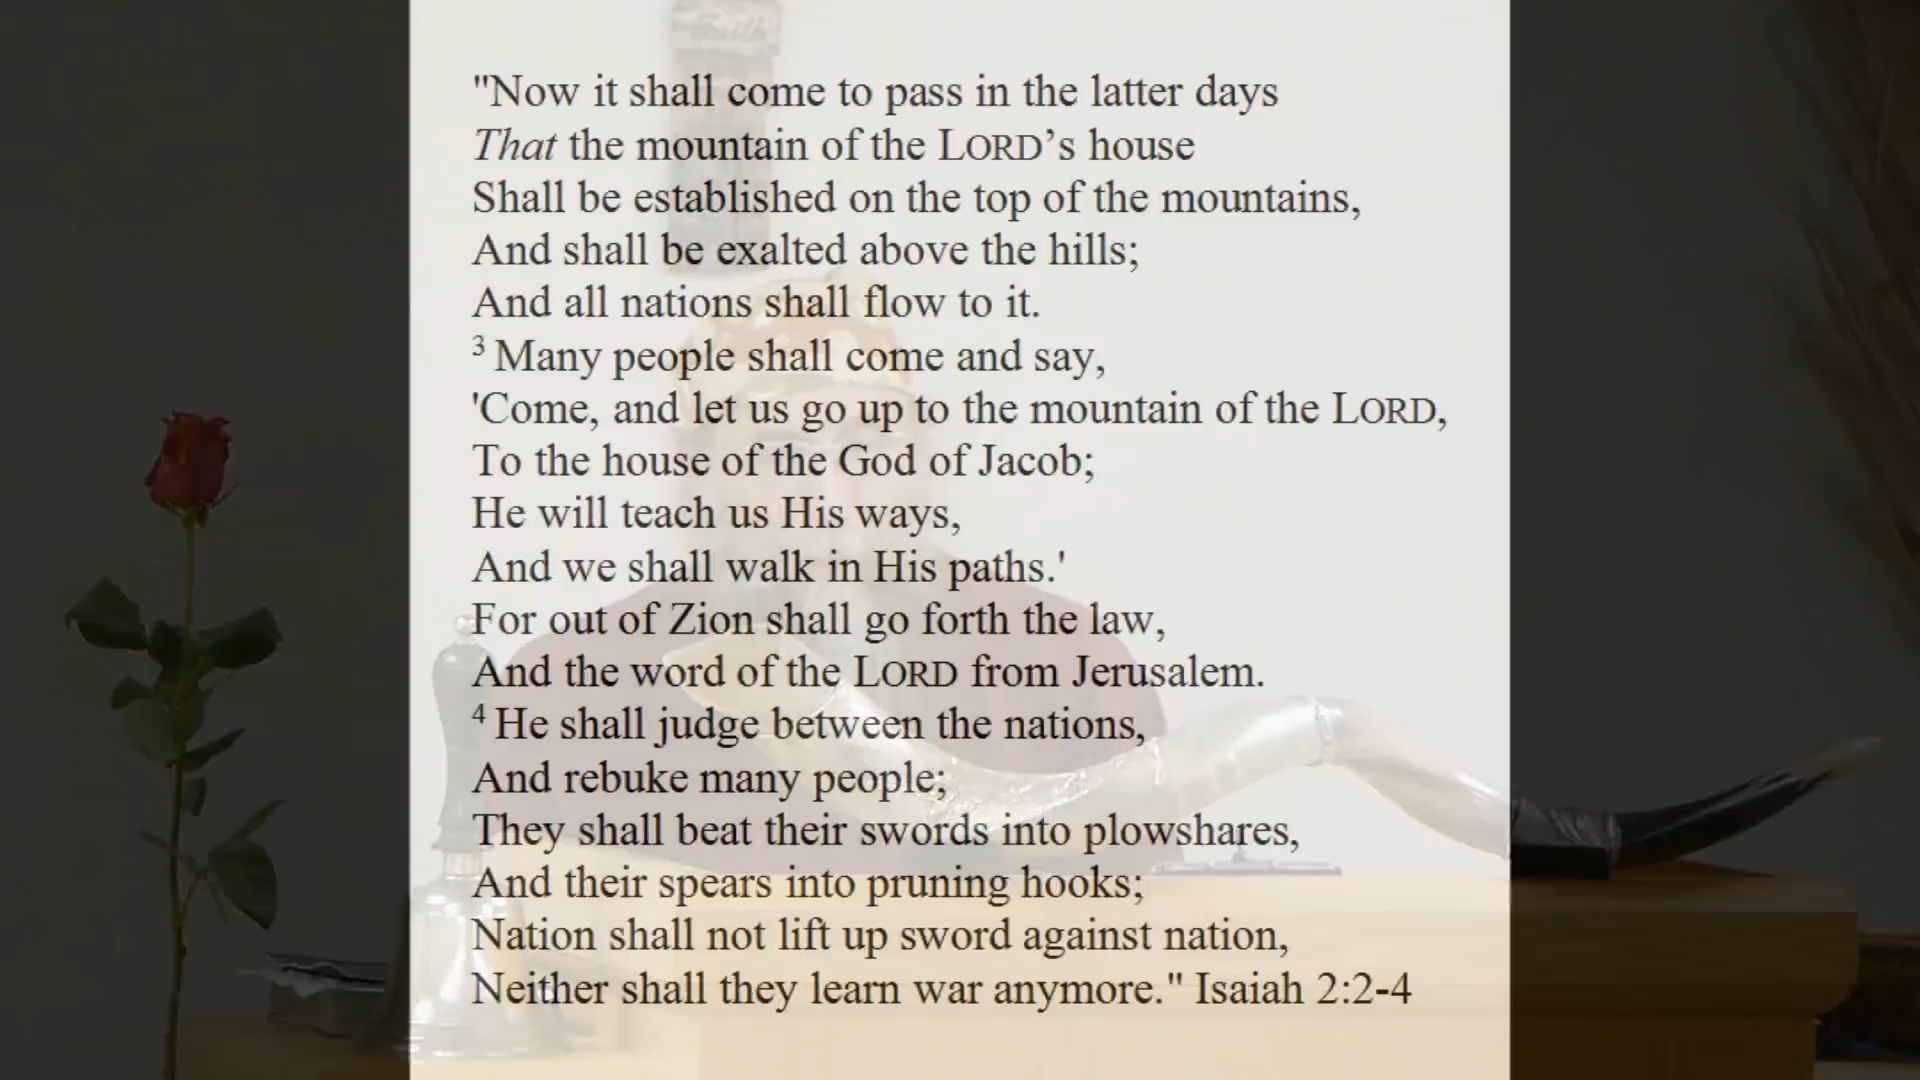 "Now it shall come to pass in the latter days
That the mountain of the LORD’s house
Shall be established on the top of the mountains,
And shall be exalted above the hills;
And all nations shall flow to it.
3 Many people shall come and say,
'Come, and let us go up to the mountain of the LORD,
To the house of the God of Jacob;
He will teach us His ways,
And we shall walk in His paths.'
For out of Zion shall go forth the law,
And the word of the LORD from Jerusalem.
4 He shall judge between the nations,
And rebuke many people;
They shall beat their swords into plowshares,
And their spears into pruning hooks;
Nation shall not lift up sword against nation,
Neither shall they learn war anymore." Isaiah 2:2-4